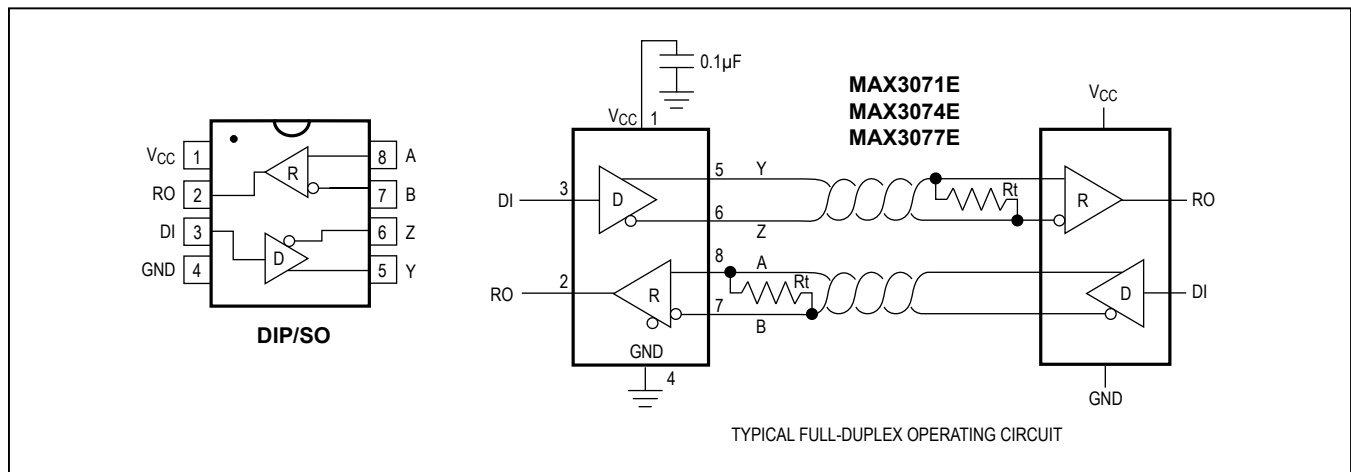 VCC 1
RO 2
DI 3
GND 4
8 A
7 B
6 Z
5 Y
R
D
DIP/SO
0.1µF
VCC 1
MAX3071E
MAX3074E
MAX3077E
VCC
DI 3
D
5 Y
6 Z
Rt
R
RO
RO 2
R
8 A
7 B
Rt
D
DI
GND
4
GND
TYPICAL FULL-DUPLEX OPERATING CIRCUIT